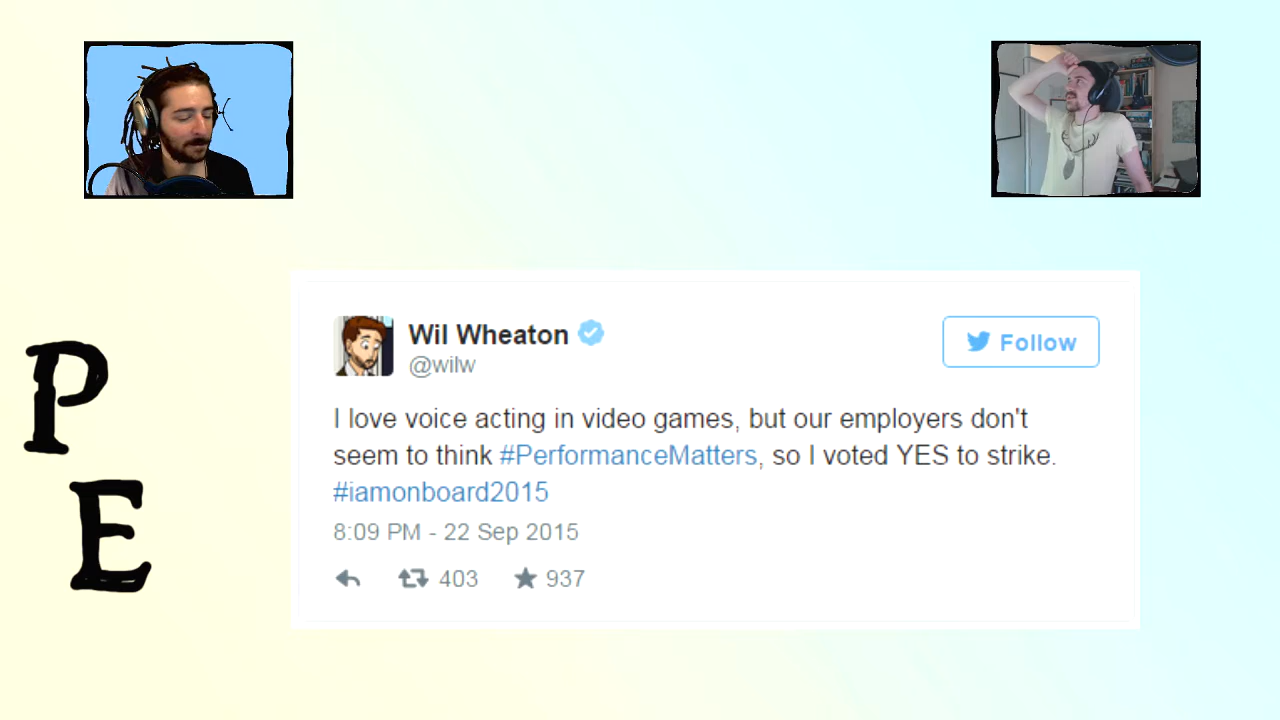 Wil Wheaton
@wilw
Follow
I love voice acting in video games, but our employers don't
seem to think #PerformanceMatters, so I voted YES to strike.
#iamonboard2015
8:09 PM - 22 Sep 2015
403 937
P
E